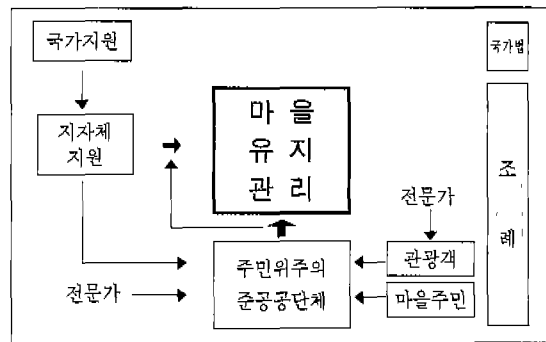 국가지원
국가법
지자체
지원
마을
유지
관리
조
례
전문가
관광객
주민위주의
준공공단체
전문가
마을주민